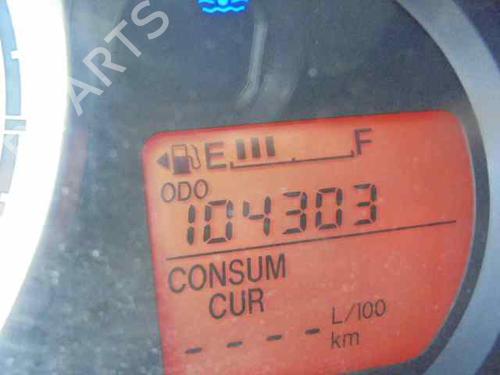 ARTS
E F
ODO
104303
CONSUM
CUR
---- L/100
km